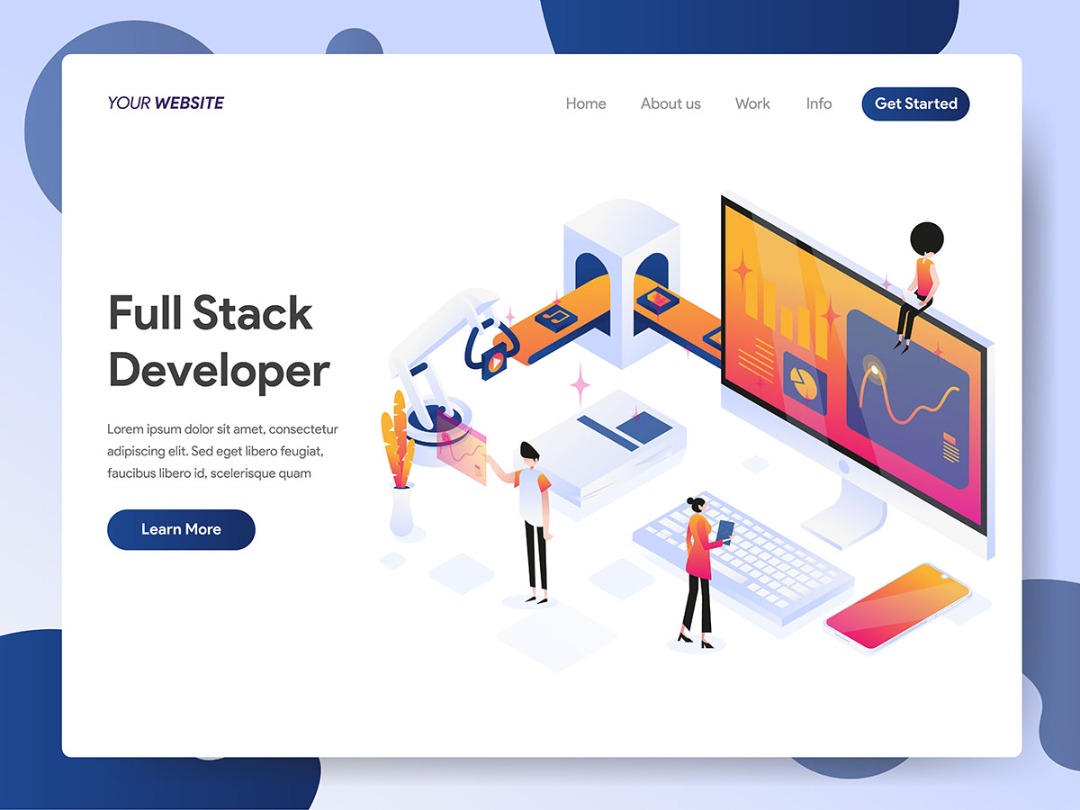 YOUR WEBSITE
Home
About us
Work
Info
Get Started
Full Stack
Developer
Lorem ipsum dolor sit amet, consectetur
adipiscing elit. Sed eget libero feugiat,
faucibus libero id, scelerisque quam
Learn More